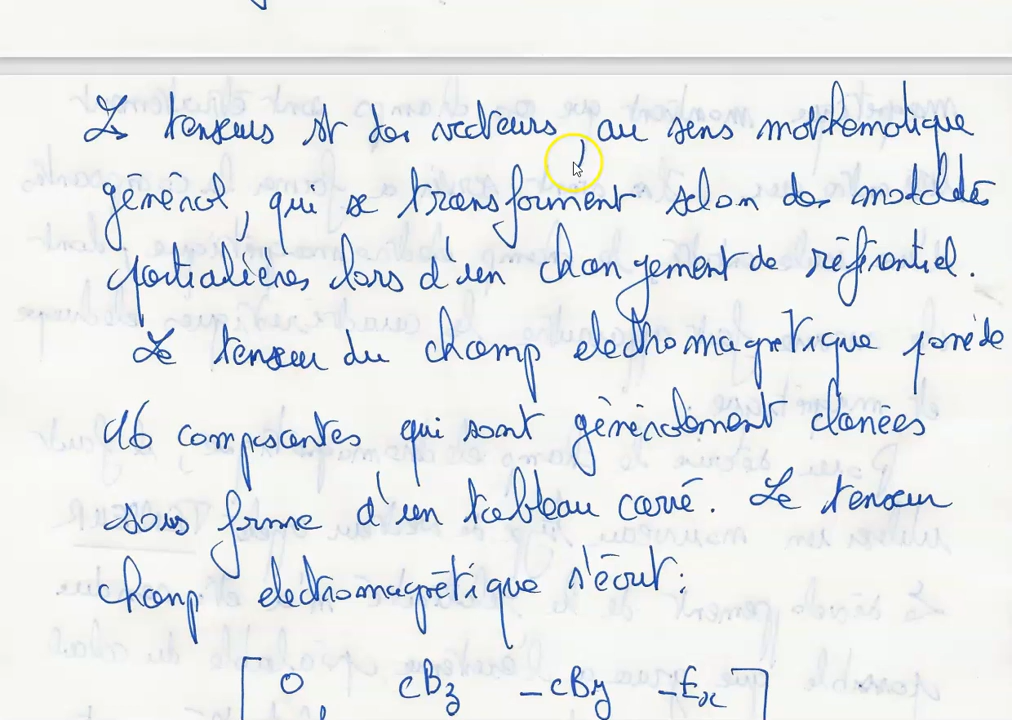 Les tenseurs st des vecteurs, au sens mathématique
général, qui se transforment selon des modalités
particulières lors d'un changement de référentiel.
Le tenseur du champ électromagnétique possède
16 composantes qui sont généralement données
sous forme d'un tableau carré. Le tenseur
champ électromagnétique s'écrit :
0 cBz -cBy -Ex